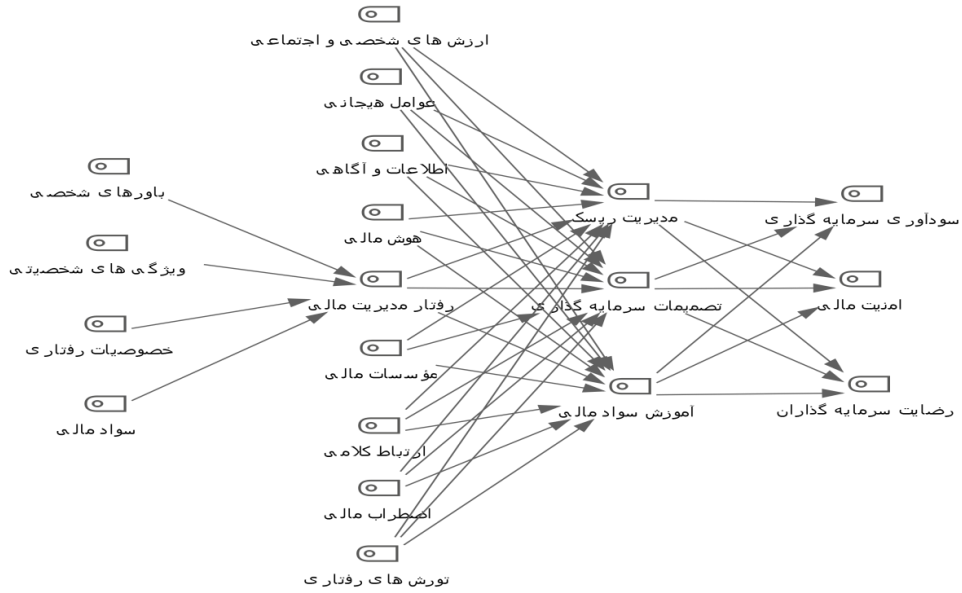 ارزش های شخصی و اجتماعی
عوامل هیجانی
اطلاعات و آگاهی
هوش مالی
رفتار مدیریت مالی
مؤسسات مالی
ارتباط کلامی
اضطراب مالی
تورش های رفتاری
باورهای شخصی
ویژگی های شخصیتی
خصوصیات رفتاری
سواد مالی
مدیریت ریسک
تصمیمات سرمایه گذاری
آموزش سواد مالی
سودآوری سرمایه گذاری
امنیت مالی
رضایت سرمایه گذاران